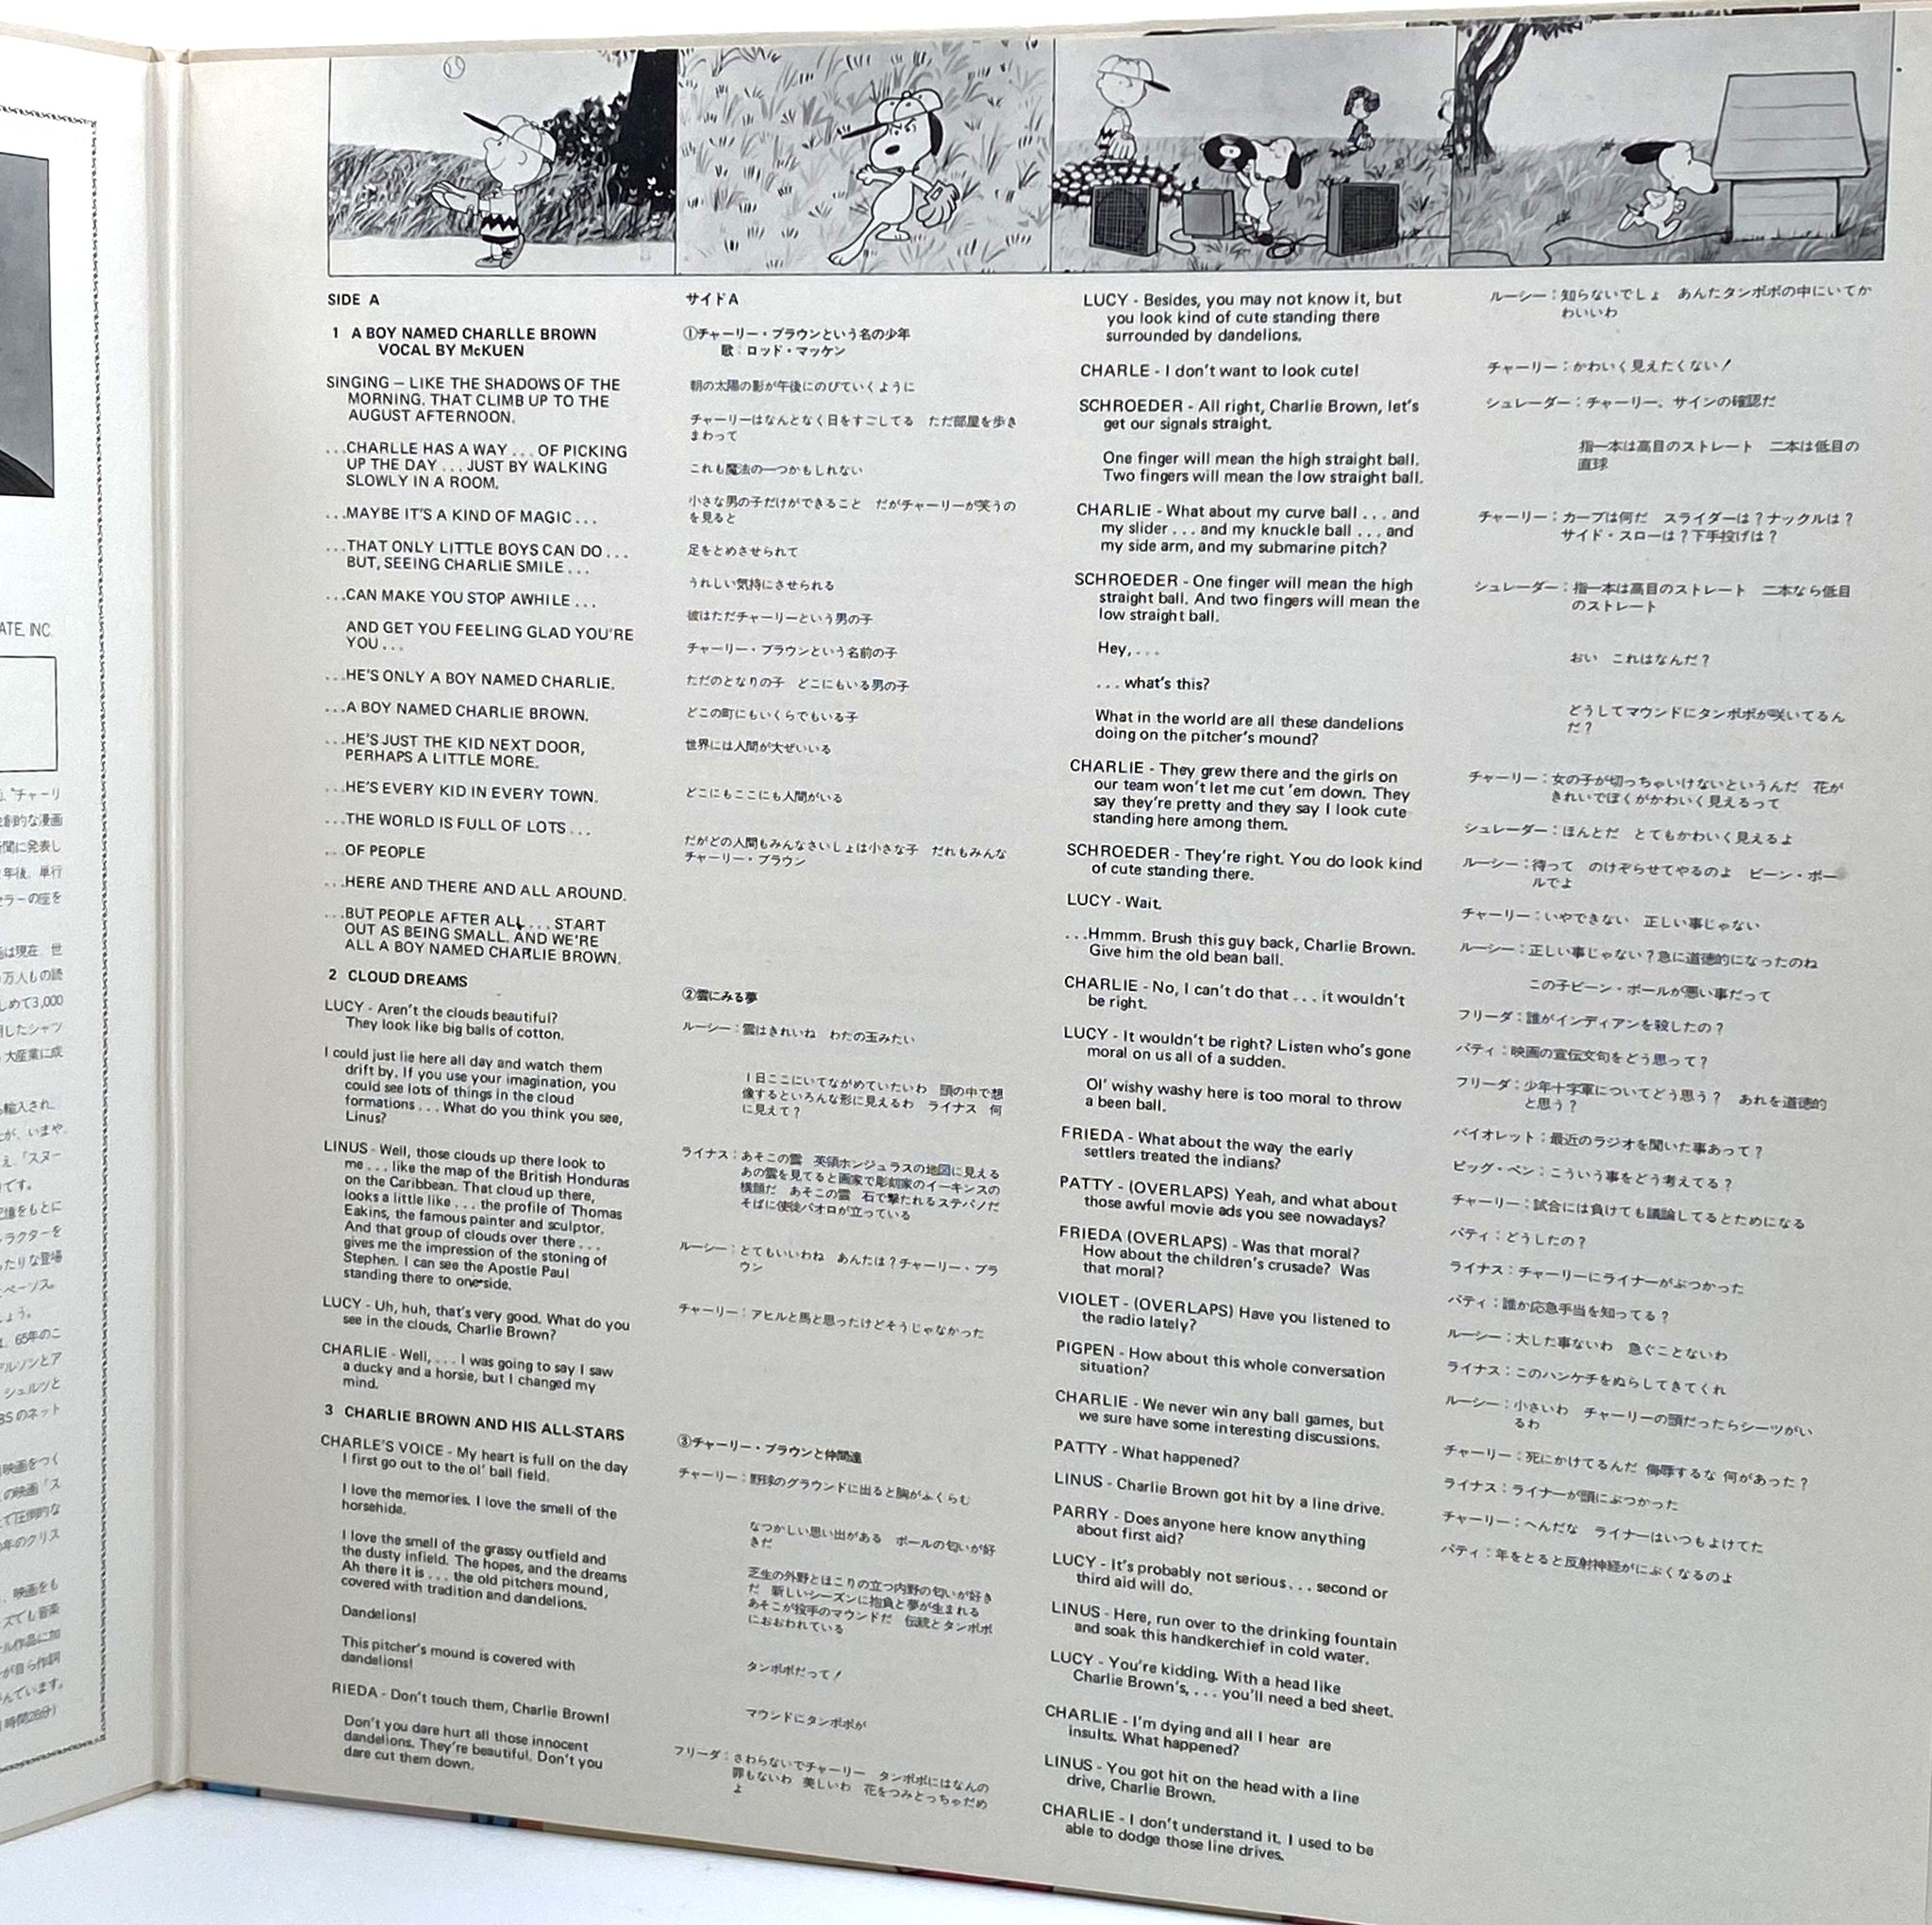 ATE, INC.
SIDE A
1 A BOY NAMED CHARLLE BROWN
VOCAL BY McKUEN
SINGING – LIKE THE SHADOWS OF THE
MORNING. THAT CLIMB UP TO THE
AUGUST AFTERNOON.
...CHARLLE HAS A WAY ... OF PICKING
UP THE DAY ... JUST BY WALKING
SLOWLY IN A ROOM.
...MAYBE IT'S A KIND OF MAGIC ...
...THAT ONLY LITTLE BOYS CAN DO ...
BUT, SEEING CHARLIE SMILE ...
...CAN MAKE YOU STOP AWHILE ...
AND GET YOU FEELING GLAD YOU'RE
YOU ...
...HE'S ONLY A BOY NAMED CHARLIE.
...A BOY NAMED CHARLIE BROWN.
...HE'S JUST THE KID NEXT DOOR,
PERHAPS A LITTLE MORE.
...HE'S EVERY KID IN EVERY TOWN.
...THE WORLD IS FULL OF LOTS ...
...OF PEOPLE
...HERE AND THERE AND ALL AROUND.
...BUT PEOPLE AFTER ALL ... START
OUT AS BEING SMALL. AND WE'RE
ALL A BOY NAMED CHARLIE BROWN.
2 CLOUD DREAMS
LUCY - Aren't the clouds beautiful?
They look like big balls of cotton.
I could just lie here all day and watch them
drift by. If you use your imagination, you
could see lots of things in the cloud
formations ... What do you think you see,
Linus?
LINUS - Well, those clouds up there look to
me ... like the map of the British Honduras
on the Caribbean. That cloud up there,
looks a little like ... the profile of Thomas
Eakins, the famous painter and sculptor.
And that group of clouds over there ...
gives me the impression of the stoning of
Stephen. I can see the Apostle Paul
standing there to one side.
LUCY - Uh, huh, that's very good. What do you
see in the clouds, Charlie Brown?
CHARLIE - Well, ... I was going to say I saw
a ducky and a horsie, but I changed my
mind.
3 CHARLIE BROWN AND HIS ALL-STARS
CHARLE'S VOICE - My heart is full on the day
I first go out to the ol' ball field.
I love the memories. I love the smell of the
horsehide.
I love the smell of the grassy outfield and
the dusty infield. The hopes, and the dreams
Ah there it is ... the old pitchers mound,
covered with tradition and dandelions.
Dandelions!
This pitcher's mound is covered with
dandelions!
RIEDA - Don't touch them, Charlie Brown!
Don't you dare hurt all those innocent
dandelions. They're beautiful. Don't you
dare cut them down.
サイドA
①チャーリー・ブラウンという名の少年
歌：ロッド・マッケン
朝の太陽の影が午後にのびていくように
チャーリーはなんとなく日をすごしてる　ただ部屋を歩き
まわって
これも魔法の一つかもしれない
小さな男の子だけができること　だがチャーリーが笑うの
を見ると
足をとめさせられて
うれしい気持にさせられる
彼はただチャーリーという男の子
チャーリー・ブラウンという名前の子
ただのとなりの子　どこにもいる男の子
どこの町にもいくらでもいる子
世界には人間が大ぜいいる
どこにもここにも人間がいる
だがどの人間もみんなさいしょは小さな子　だれもみんな
チャーリー・ブラウン
②雲にみる夢
ルーシー：雲はきれいね　わたの玉みたい
１日ここにいてながめていたいわ　頭の中で想
像するといろんな形に見えるわ　ライナス　何
に見えて？
ライナス：あそこの雲　英領ホンジュラスの地図に見える
あの雲を見てると画家で彫刻家のイーキンスの
横顔だ　あそこの雲　石で撃たれるステパノだ
そばに使徒パオロが立っている
ルーシー：とてもいいわね　あんたは？チャーリー・ブラ
ウン
チャーリー：アヒルと馬と思ったけどそうじゃなかった
③チャーリー・ブラウンと仲間達
チャーリー：野球のグラウンドに出ると胸がふくらむ
なつかしい思い出がある　ボールの匂いが好
きだ
芝生の外野とほこりの立つ内野の匂いが好き
だ　新しいシーズンに抱負と夢が生まれる
あそこが投手のマウンドだ　伝統とタンポポ
におおわれている
タンポポだって！
マウンドにタンポポが
フリーダ：さわらないでチャーリー　タンポポにはなんの
罪もないわ　美しいわ　花をつみとっちゃだめ
よ
LUCY - Besides, you may not know it, but
you look kind of cute standing there
surrounded by dandelions.
CHARLE - I don't want to look cute!
SCHROEDER - All right, Charlie Brown, let's
get our signals straight.
One finger will mean the high straight ball.
Two fingers will mean the low straight ball.
CHARLIE - What about my curve ball ... and
my slider ... and my knuckle ball ... and
my side arm, and my submarine pitch?
SCHROEDER - One finger will mean the high
straight ball. And two fingers will mean the
low straight ball.
Hey, ...
... what's this?
What in the world are all these dandelions
doing on the pitcher's mound?
CHARLIE - They grew there and the girls on
our team won't let me cut 'em down. They
say they're pretty and they say I look cute
standing here among them.
SCHROEDER - They're right. You do look kind
of cute standing there.
LUCY - Wait.
...Hmmm. Brush this guy back, Charlie Brown.
Give him the old bean ball.
CHARLIE - No, I can't do that ... it wouldn't
be right.
LUCY - It wouldn't be right? Listen who's gone
moral on us all of a sudden.
Ol' wishy washy here is too moral to throw
a been ball.
FRIEDA - What about the way the early
settlers treated the indians?
PATTY - (OVERLAPS) Yeah, and what about
those awful movie ads you see nowadays?
FRIEDA (OVERLAPS) - Was that moral?
How about the children's crusade? Was
that moral?
VIOLET - (OVERLAPS) Have you listened to
the radio lately?
PIGPEN - How about this whole conversation
situation?
CHARLIE - We never win any ball games, but
we sure have some interesting discussions.
PATTY - What happened?
LINUS - Charlie Brown got hit by a line drive.
PARRY - Does anyone here know anything
about first aid?
LUCY - It's probably not serious ... second or
third aid will do.
LINUS - Here, run over to the drinking fountain
and soak this handkerchief in cold water.
LUCY - You're kidding. With a head like
Charlie Brown's, ... you'll need a bed sheet.
CHARLIE - I'm dying and all I hear are
insults. What happened?
LINUS - You got hit on the head with a line
drive, Charlie Brown.
CHARLIE - I don't understand it. I used to be
able to dodge those line drives.
ルーシー：知らないでしょ　あんたタンポポの中にいてか
わいいわ
チャーリー：かわいく見えたくない！
シュレーダー：チャーリー、サインの確認だ
指一本は高目のストレート　二本は低目の
直球
チャーリー：カーブは何だ　スライダーは？ナックルは？
サイド・スローは？下手投げは？
シュレーダー：指一本は高目のストレート　二本なら低目
のストレート
おい　これはなんだ？
どうしてマウンドにタンポポが咲いてるん
だ？
チャーリー：女の子が切っちゃいけないというんだ　花が
きれいでぼくがかわいく見えるって
シュレーダー：ほんとだ　とてもかわいく見えるよ
ルーシー：待って　のけぞらせてやるのよ　ビーン・ボー
ルでよ
チャーリー：いやできない　正しい事じゃない
ルーシー：正しい事じゃない？急に道徳的になったのね
この子ビーン・ボールが悪い事だって
フリーダ：誰がインディアンを殺したの？
パティ：映画の宣伝文句をどう思って？
フリーダ：少年十字軍についてどう思う？　あれを道徳的
と思う？
バイオレット：最近のラジオを聞いた事あって？
ピッグ・ペン：こういう事をどう考えてる？
チャーリー：試合には負けても議論してるとためになる
パティ：どうしたの？
ライナス：チャーリーにライナーがぶつかった
パティ：誰か応急手当を知ってる？
ルーシー：大した事ないわ　急ぐことないわ
ライナス：このハンケチをぬらしてきてくれ
ルーシー：小さいわ　チャーリーの頭だったらシーツがい
るわ
チャーリー：死にかけてるんだ 侮辱するな 何があった？
ライナス：ライナーが頭にぶつかった
チャーリー：へんだな　ライナーはいつもよけてた
パティ：年をとると反射神経がにぶくなるのよ